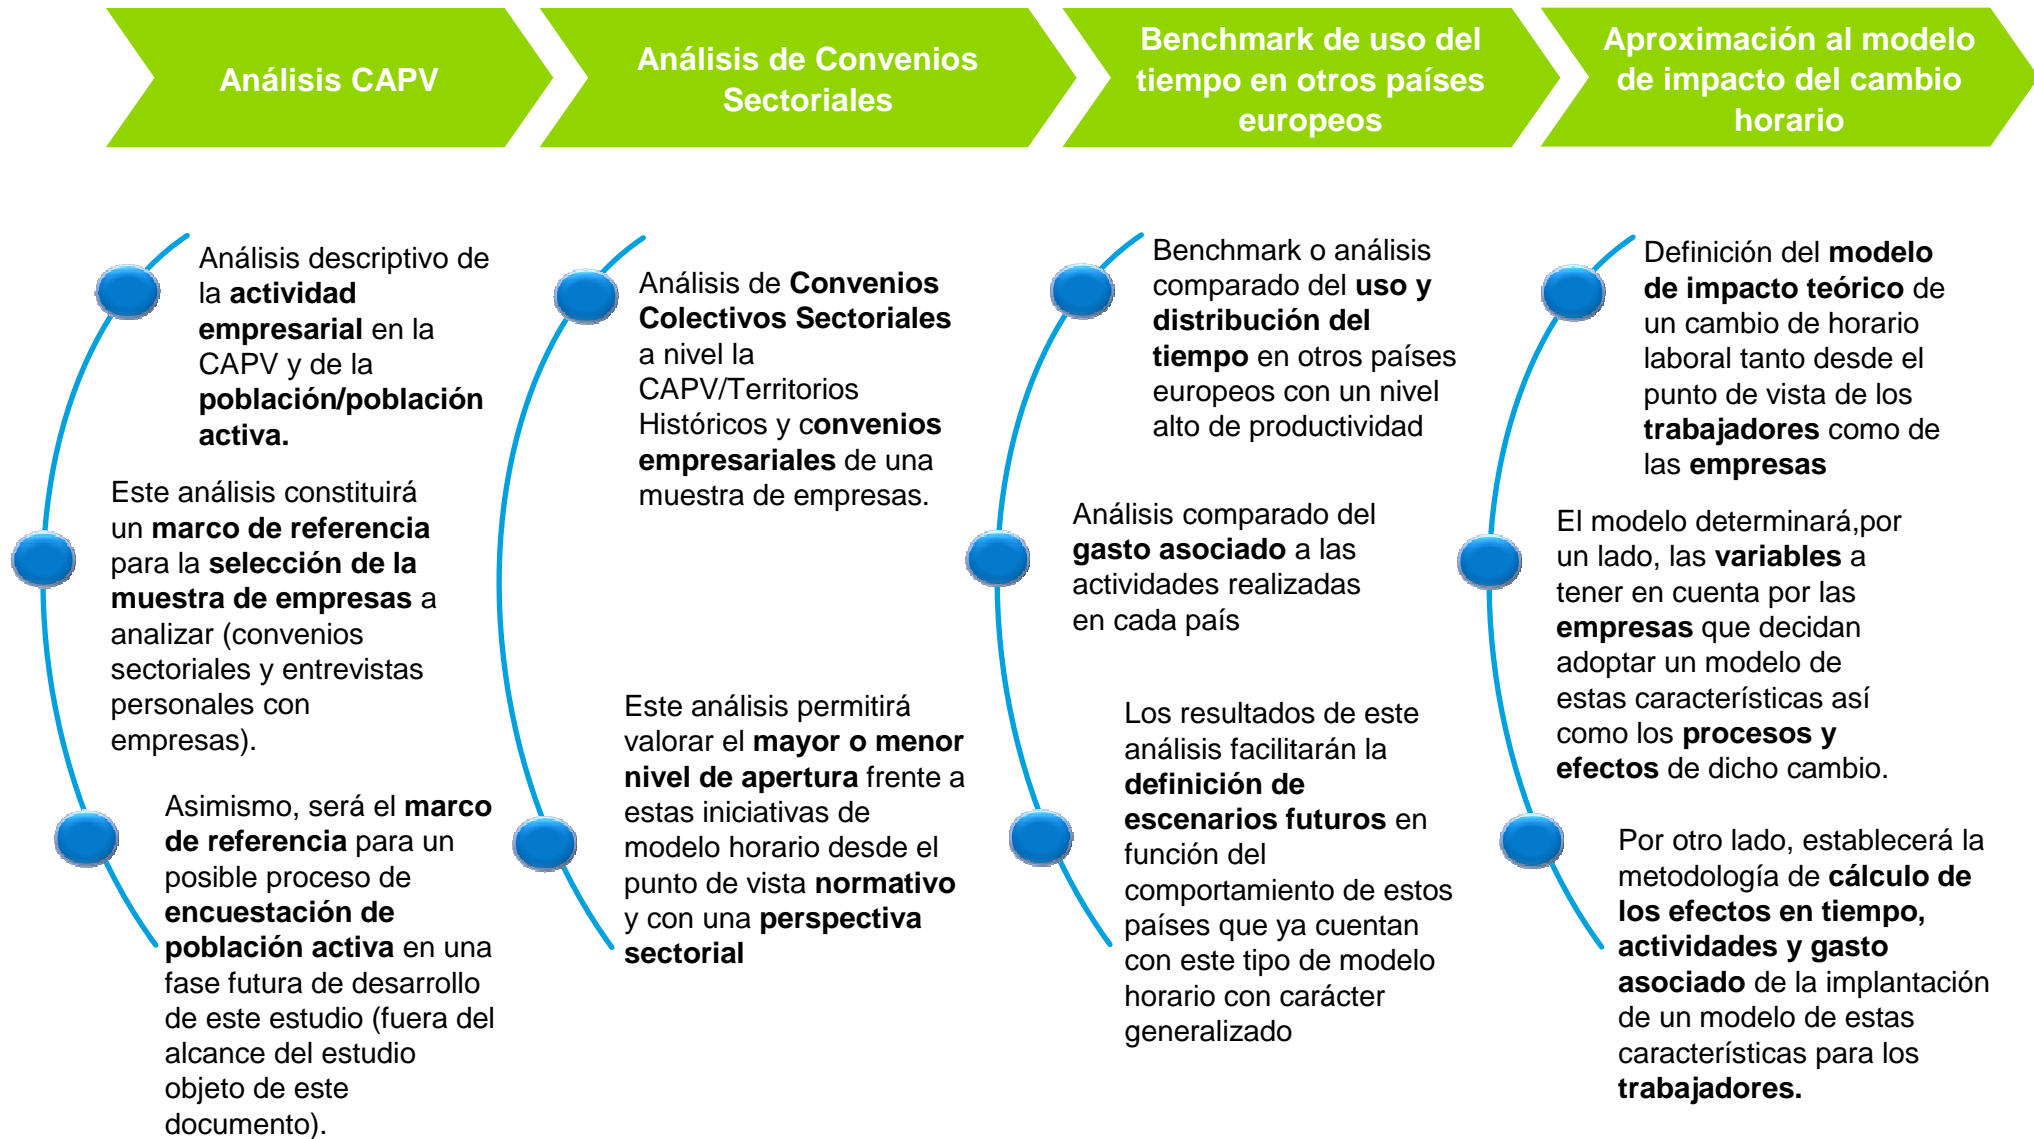 Análisis CAPV
Análisis de Convenios
Sectoriales
Benchmark de uso del
tiempo en otros países
europeos
Aproximación al modelo
de impacto del cambio
horario
Análisis descriptivo de
la actividad
empresarial en la
CAPV y de la
población/población
activa.
Este análisis constituirá
un marco de referencia
para la selección de la
muestra de empresas a
analizar (convenios
sectoriales y entrevistas
personales con
empresas).
Asimismo, será el marco
de referencia para un
posible proceso de
encuestación de
población activa en una
fase futura de desarrollo
de este estudio (fuera del
alcance del estudio
objeto de este
documento).
Análisis de Convenios
Colectivos Sectoriales
a nivel la
CAPV/Territorios
Históricos y convenios
empresariales de una
muestra de empresas.
Este análisis permitirá
valorar el mayor o menor
nivel de apertura frente a
estas iniciativas de
modelo horario desde el
punto de vista normativo
y con una perspectiva
sectorial
Benchmark o análisis
comparado del uso y
distribución del
tiempo en otros países
europeos con un nivel
alto de productividad
Análisis comparado del
gasto asociado a las
actividades realizadas
en cada país
Los resultados de este
análisis facilitarán la
definición de
escenarios futuros en
función del
comportamiento de estos
países que ya cuentan
con este tipo de modelo
horario con carácter
generalizado
Definición del modelo
de impacto teórico de
un cambio de horario
laboral tanto desde el
punto de vista de los
trabajadores como de
las empresas
El modelo determinará,por
un lado, las variables a
tener en cuenta por las
empresas que decidan
adoptar un modelo de
estas características así
como los procesos y
efectos de dicho cambio.
Por otro lado, establecerá la
metodología de cálculo de
los efectos en tiempo,
actividades y gasto
asociado de la implantación
de un modelo de estas
características para los
trabajadores.